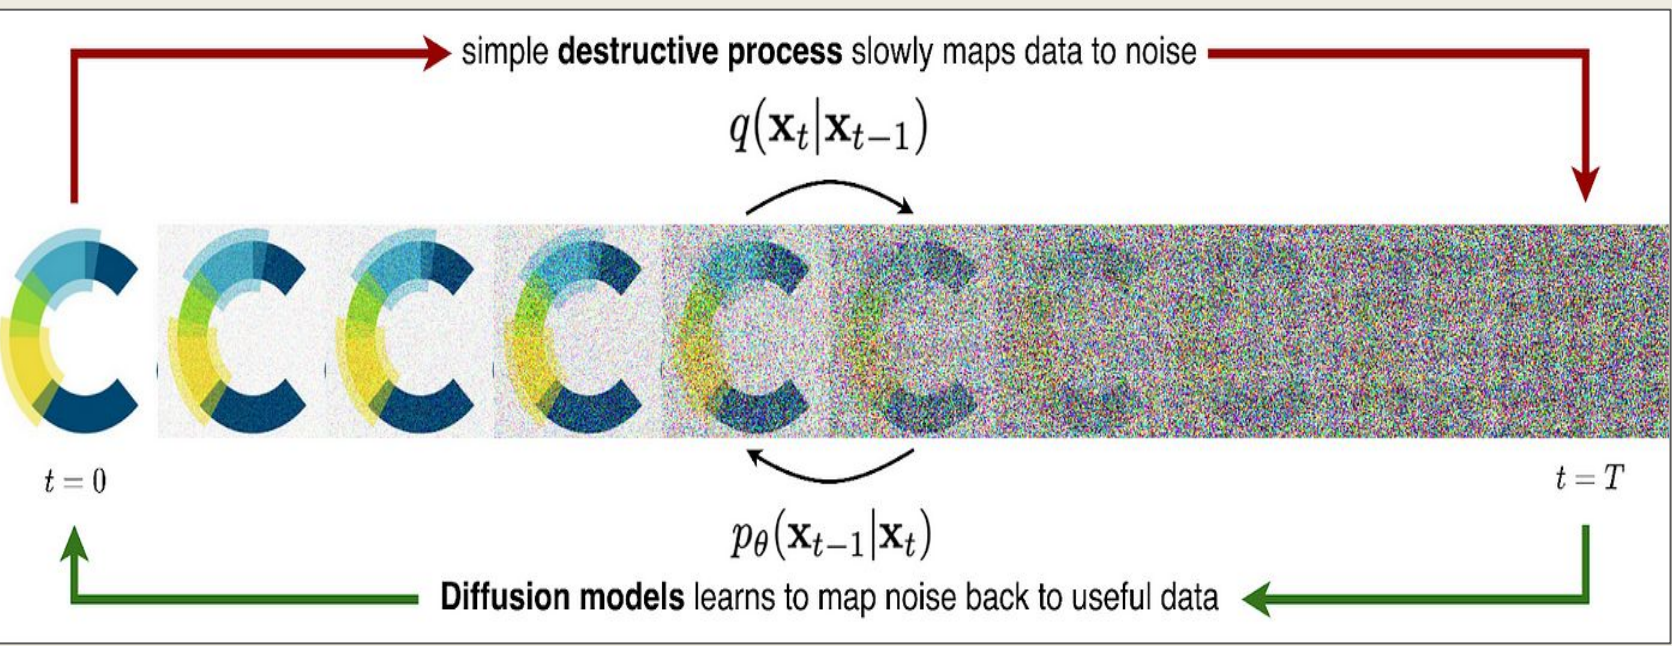 simple destructive process slowly maps data to noise
q(𝐱ₜ|𝐱ₜ₋₁)
t = 0
t = T
p_θ(𝐱ₜ₋₁|𝐱ₜ)
Diffusion models learns to map noise back to useful data